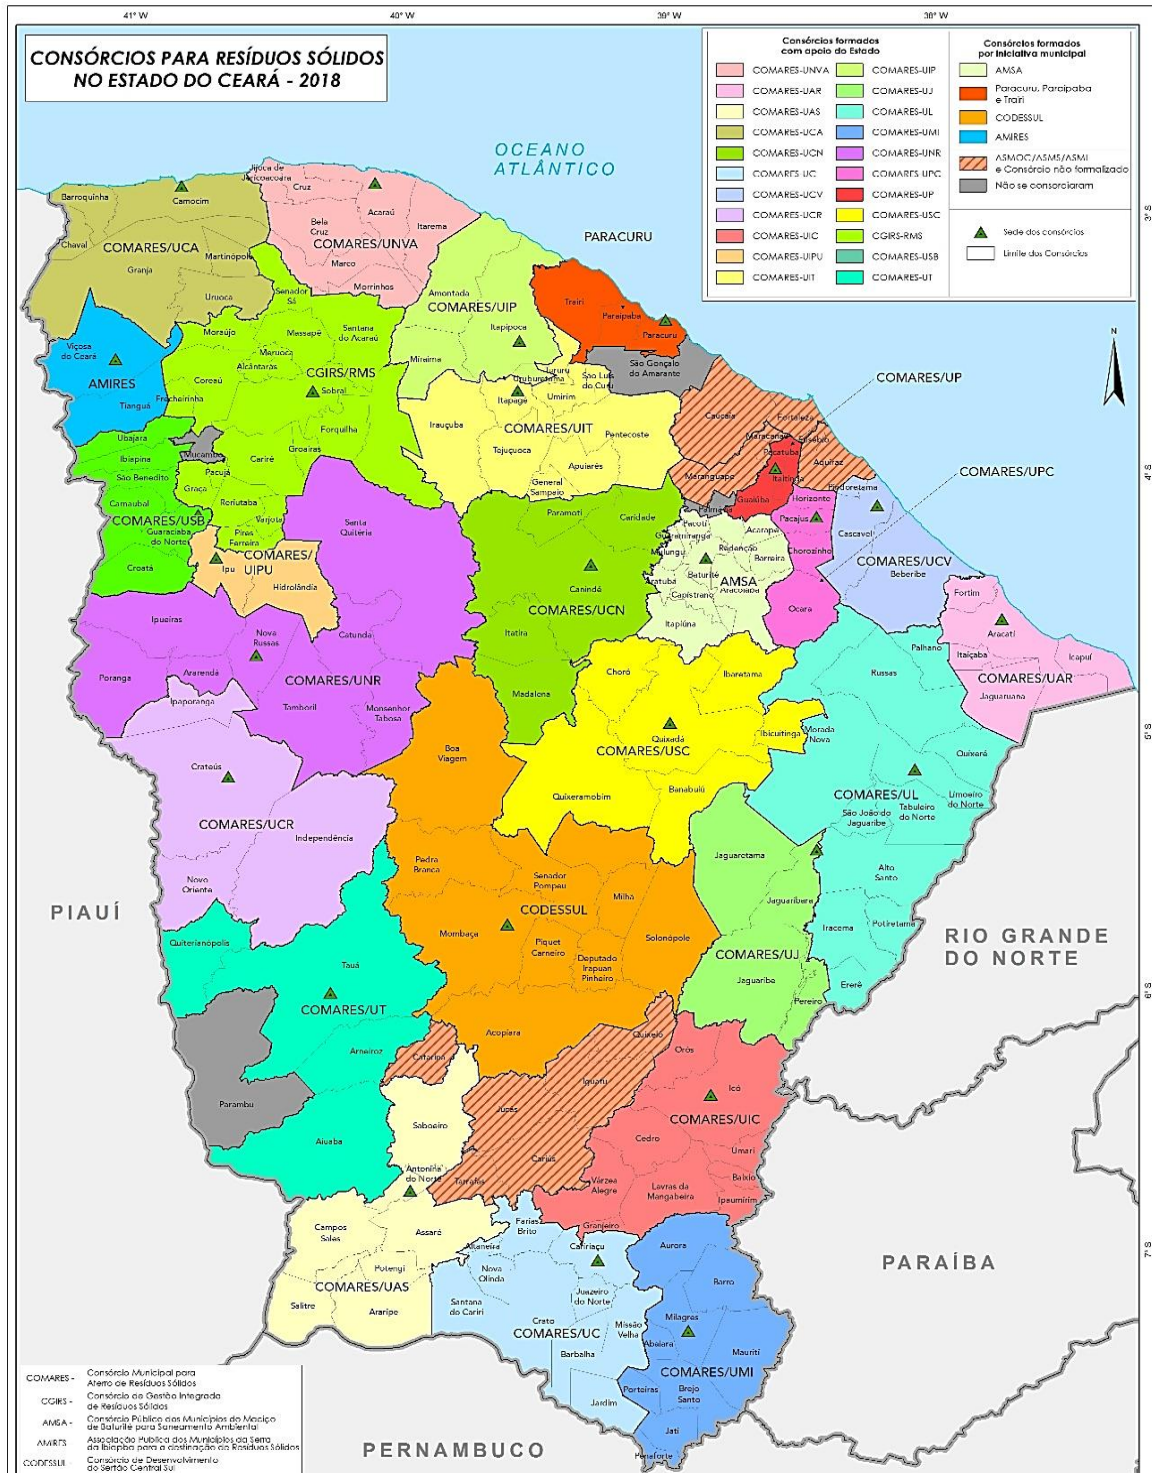 41° W
40° W
39° W
38° W
CONSÓRCIOS PARA RESÍDUOS SÓLIDOS
NO ESTADO DO CEARÁ - 2018
Consórcios formados
com apoio do Estado
COMARES-UNVA
COMARES-UAR
COMARES-UAS
COMARES-UCA
COMARES-UCN
COMARES-UC
COMARES-UCV
COMARES-UCR
COMARES-UIC
COMARES-UIPU
COMARES-UIT
COMARES-UIP
COMARES-UJ
COMARES-UL
COMARES-UMI
COMARES-UNR
COMARES-UPC
COMARES-UP
COMARES-USC
CGIRS-RMS
COMARES-USB
COMARES-UT
Consórcios formados
por iniciativa municipal
AMSA
Paracuru, Paraipaba
e Trairi
CODESSUL
AMIRES
ASMOC/ASMS/ASMI
e Consórcio não formalizado
Não se consorciaram
Sede dos consórcios
Limite dos Consórcios
OCEANO
ATLÂNTICO
3° S
4° S
5° S
6° S
7° S
N
Barroquinha
Camocim
Chaval
COMARES/UCA
Granja
Martinópole
Uruoca
Jijoca de
Jericoacoara
Cruz
Acaraú
Bela
Cruz
Itarema
COMARES/UNVA
Marco
Morrinhos
PARACURU
Amontada
COMARES/UIP
Itapipoca
Miraíma
Trairi
Paraipaba
Paracuru
São Gonçalo
do Amarante
Viçosa
do Ceará
AMIRES
Tianguá
Senador
Sá
Moraújo
Massapê
Santana
do Acaraú
Meruoca
Alcântaras
CGIRS/RMS
Coreaú
Sobral
Frecheirinha
Forquilha
Groaíras
Mucambo
Cariré
Pacujá
Graça
Reriutaba
Varjota
Pires
Ferreira
Tururu
Uruburetama
São Luís
do Curu
Itapagé
Umirim
Irauçuba
COMARES/UIT
Pentecoste
Tejuçuoca
Apuiarés
General
Sampaio
COMARES/UP
Caucaia
Fortaleza
Maracanaú
Eusébio
Pacatuba
Maranguape
Itaitinga
Aquiraz
Guaiúba
Palmácia
COMARES/UPC
Ubajara
Ibiapina
São Benedito
Carnaubal
COMARES/USB
Guaraciaba
do Norte
Croatá
COMARES/
UIPU
Ipu
Hidrolândia
Santa
Quitéria
Paramoti
Caridade
Canindé
COMARES/UCN
Itatira
Madalena
Pacoti
Guaramiranga
Acarape
Mulungu
Redenção
Barreira
Aratuba
Baturité
AMSA
Capistrano
Aracoiaba
Itapiúna
Horizonte
Pacajus
Chorozinho
Ocara
Pindoretama
Cascavel
COMARES/UCV
Beberibe
Fortim
Aracati
Itaiçaba
Icapuí
COMARES/UAR
Jaguaruana
Ipueiras
Nova
Russas
Catunda
Poranga
Ararendá
COMARES/UNR
Tamboril
Monsenhor
Tabosa
Ipaporanga
Crateús
COMARES/UCR
Independência
Novo
Oriente
Choró
Ibaretama
Quixadá
COMARES/USC
Ibicuitinga
Quixeramobim
Banabuiú
Palhano
Russas
Morada
Nova
Quixeré
COMARES/UL
Limoeiro
do Norte
São João do
Jaguaribe
Tabuleiro
do Norte
Alto
Santo
Iracema
Potiretama
Ererê
Boa
Viagem
Pedra
Branca
Senador
Pompeu
Milhã
CODESSUL
Mombaça
Piquet
Carneiro
Solonópole
Deputado
Irapuan
Pinheiro
Acopiara
Jaguaretama
Jaguaribara
COMARES/UJ
Jaguaribe
Pereiro
PIAUÍ
RIO GRANDE
DO NORTE
PARAÍBA
PERNAMBUCO
Quiterianópolis
Tauá
COMARES/UT
Arneiroz
Parambu
Aiuaba
Catarina
Quixelô
Iguatu
Jucás
Cariús
Tarrafas
Saboeiro
Antonina
do Norte
Orós
Icó
COMARES/UIC
Cedro
Umari
Baixio
Várzea
Alegre
Lavras da
Mangabeira
Ipaumirim
Granjeiro
Campos
Sales
Assaré
Potengi
COMARES/UAS
Salitre
Araripe
Farias
Brito
Altaneira
Caririaçu
Nova
Olinda
Juazeiro
do Norte
Santana
do Cariri
Crato
Missão
Velha
COMARES/UC
Barbalha
Jardim
Aurora
Barro
Milagres
Abaiara
Mauriti
COMARES/UMI
Porteiras
Brejo
Santo
Jati
Penaforte
COMARES - Consórcio Municipal para
Aterro de Resíduos Sólidos
CGIRS - Consórcio de Gestão Integrada
de Resíduos Sólidos
AMSA - Consórcio Público dos Municípios do Maciço
de Baturité para Saneamento Ambiental
AMIRES - Associação Pública dos Municípios da Serra
da Ibiapba para a destinação de Resíduos Sólidos
CODESSUL - Consórcio de Desenvolvimento
do Sertão Central Sul